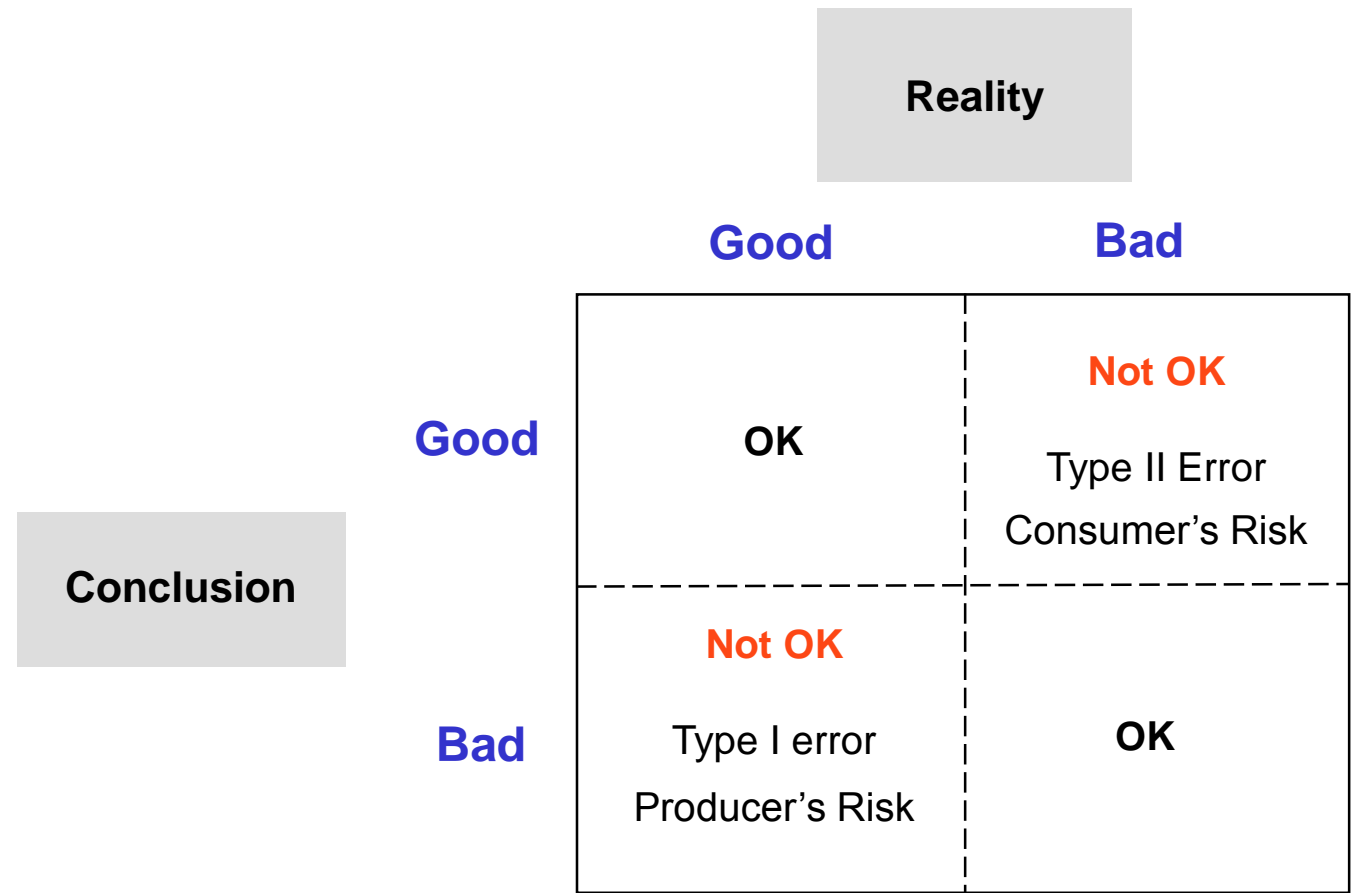 Reality
Good
Bad
Good
OK
Not OK
Type II Error
Consumer’s Risk
Conclusion
Bad
Not OK
Type I error
Producer’s Risk
OK